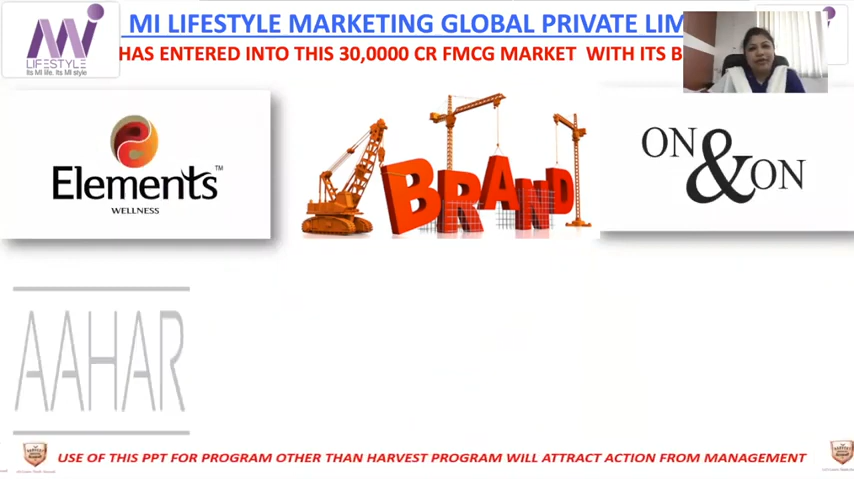 MI LIFESTYLE MARKETING GLOBAL PRIVATE LIM
HAS ENTERED INTO THIS 30,0000 CR FMCG MARKET WITH ITS B
Mi
LIFESTYLE
Its MI life. Its MI style
Elements™
WELLNESS
BRAND
ON & ON
AAHAR
USE OF THIS PPT FOR PROGRAM OTHER THAN HARVEST PROGRAM WILL ATTRACT ACTION FROM MANAGEMENT